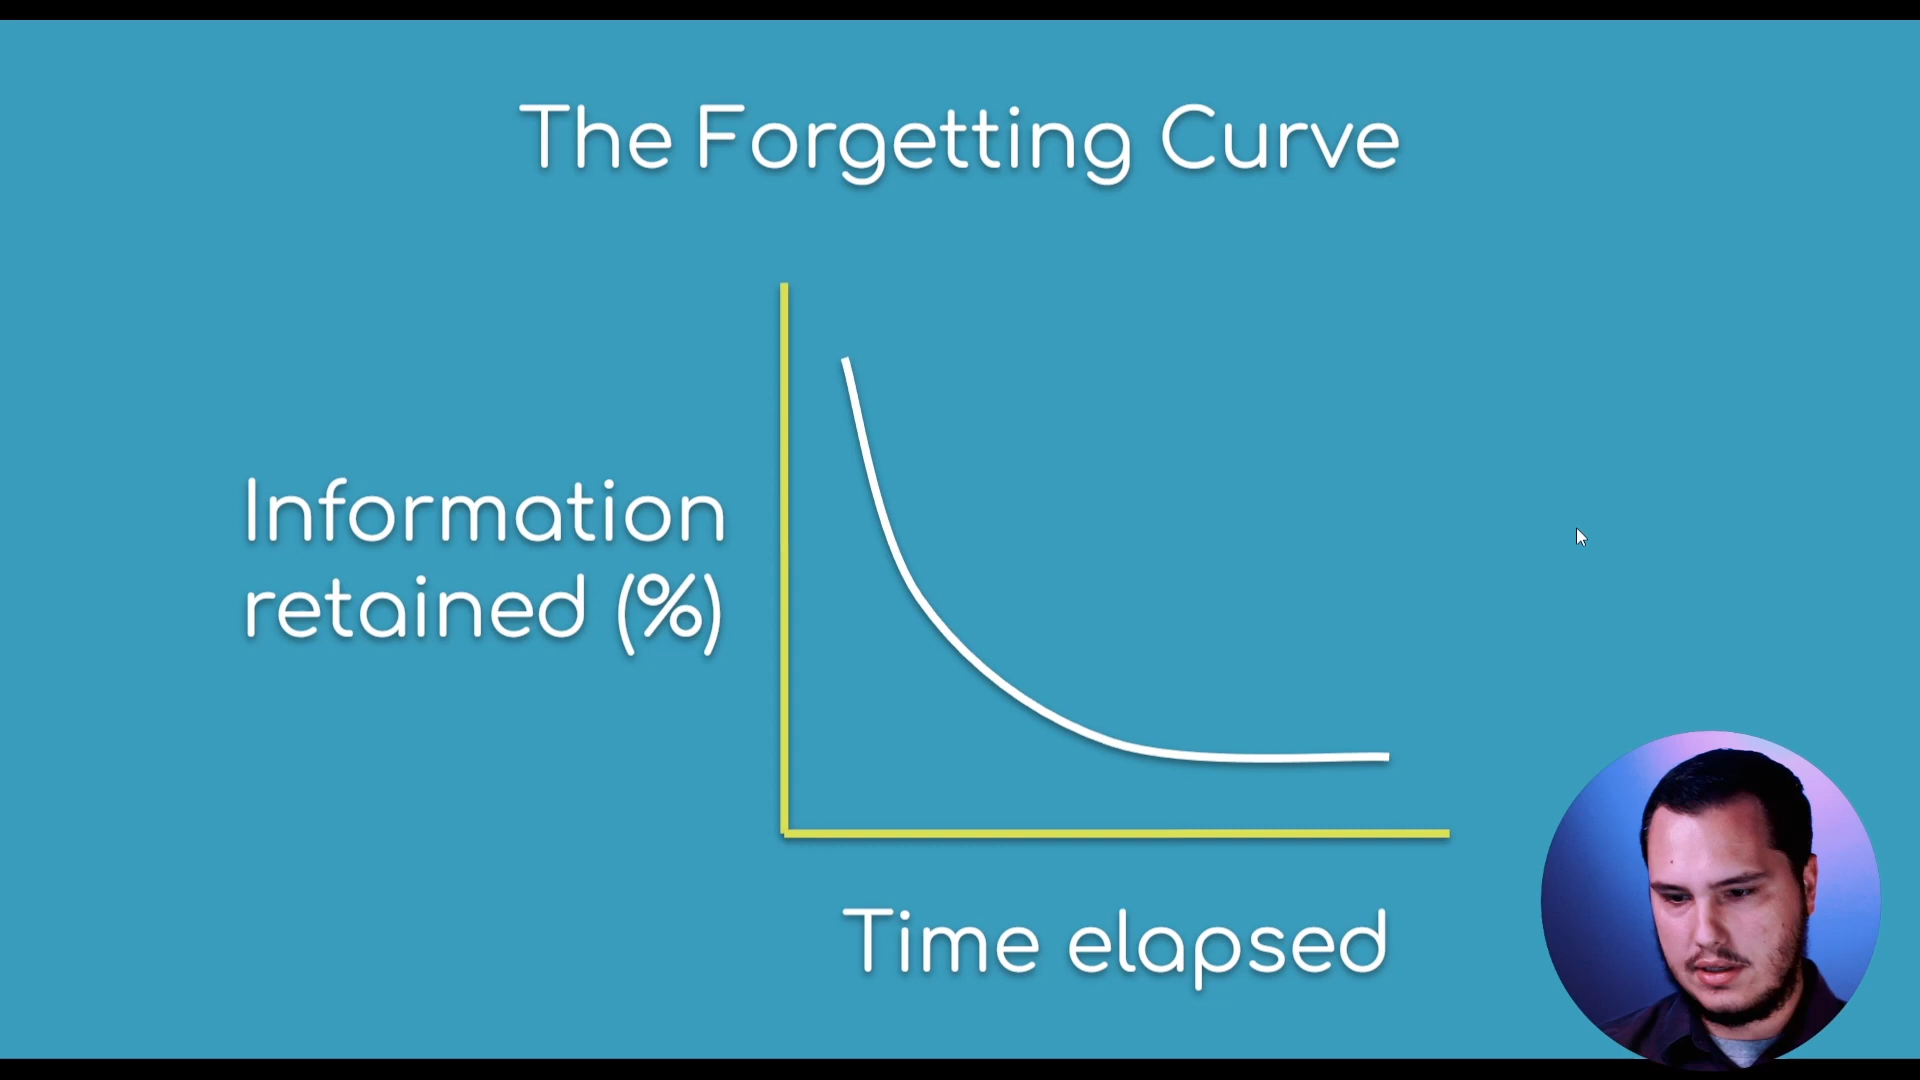 The Forgetting Curve
Information
retained (%)
Time elapsed